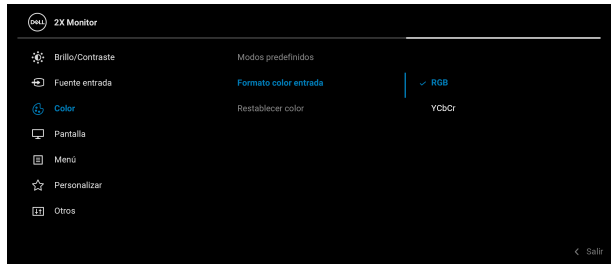 DELL 2X Monitor
Brillo/Contraste
Modos predefinidos
Fuente entrada
Formato color entrada
RGB
Color
Restablecer color
YCbCr
Pantalla
Menú
Personalizar
Otros
Salir